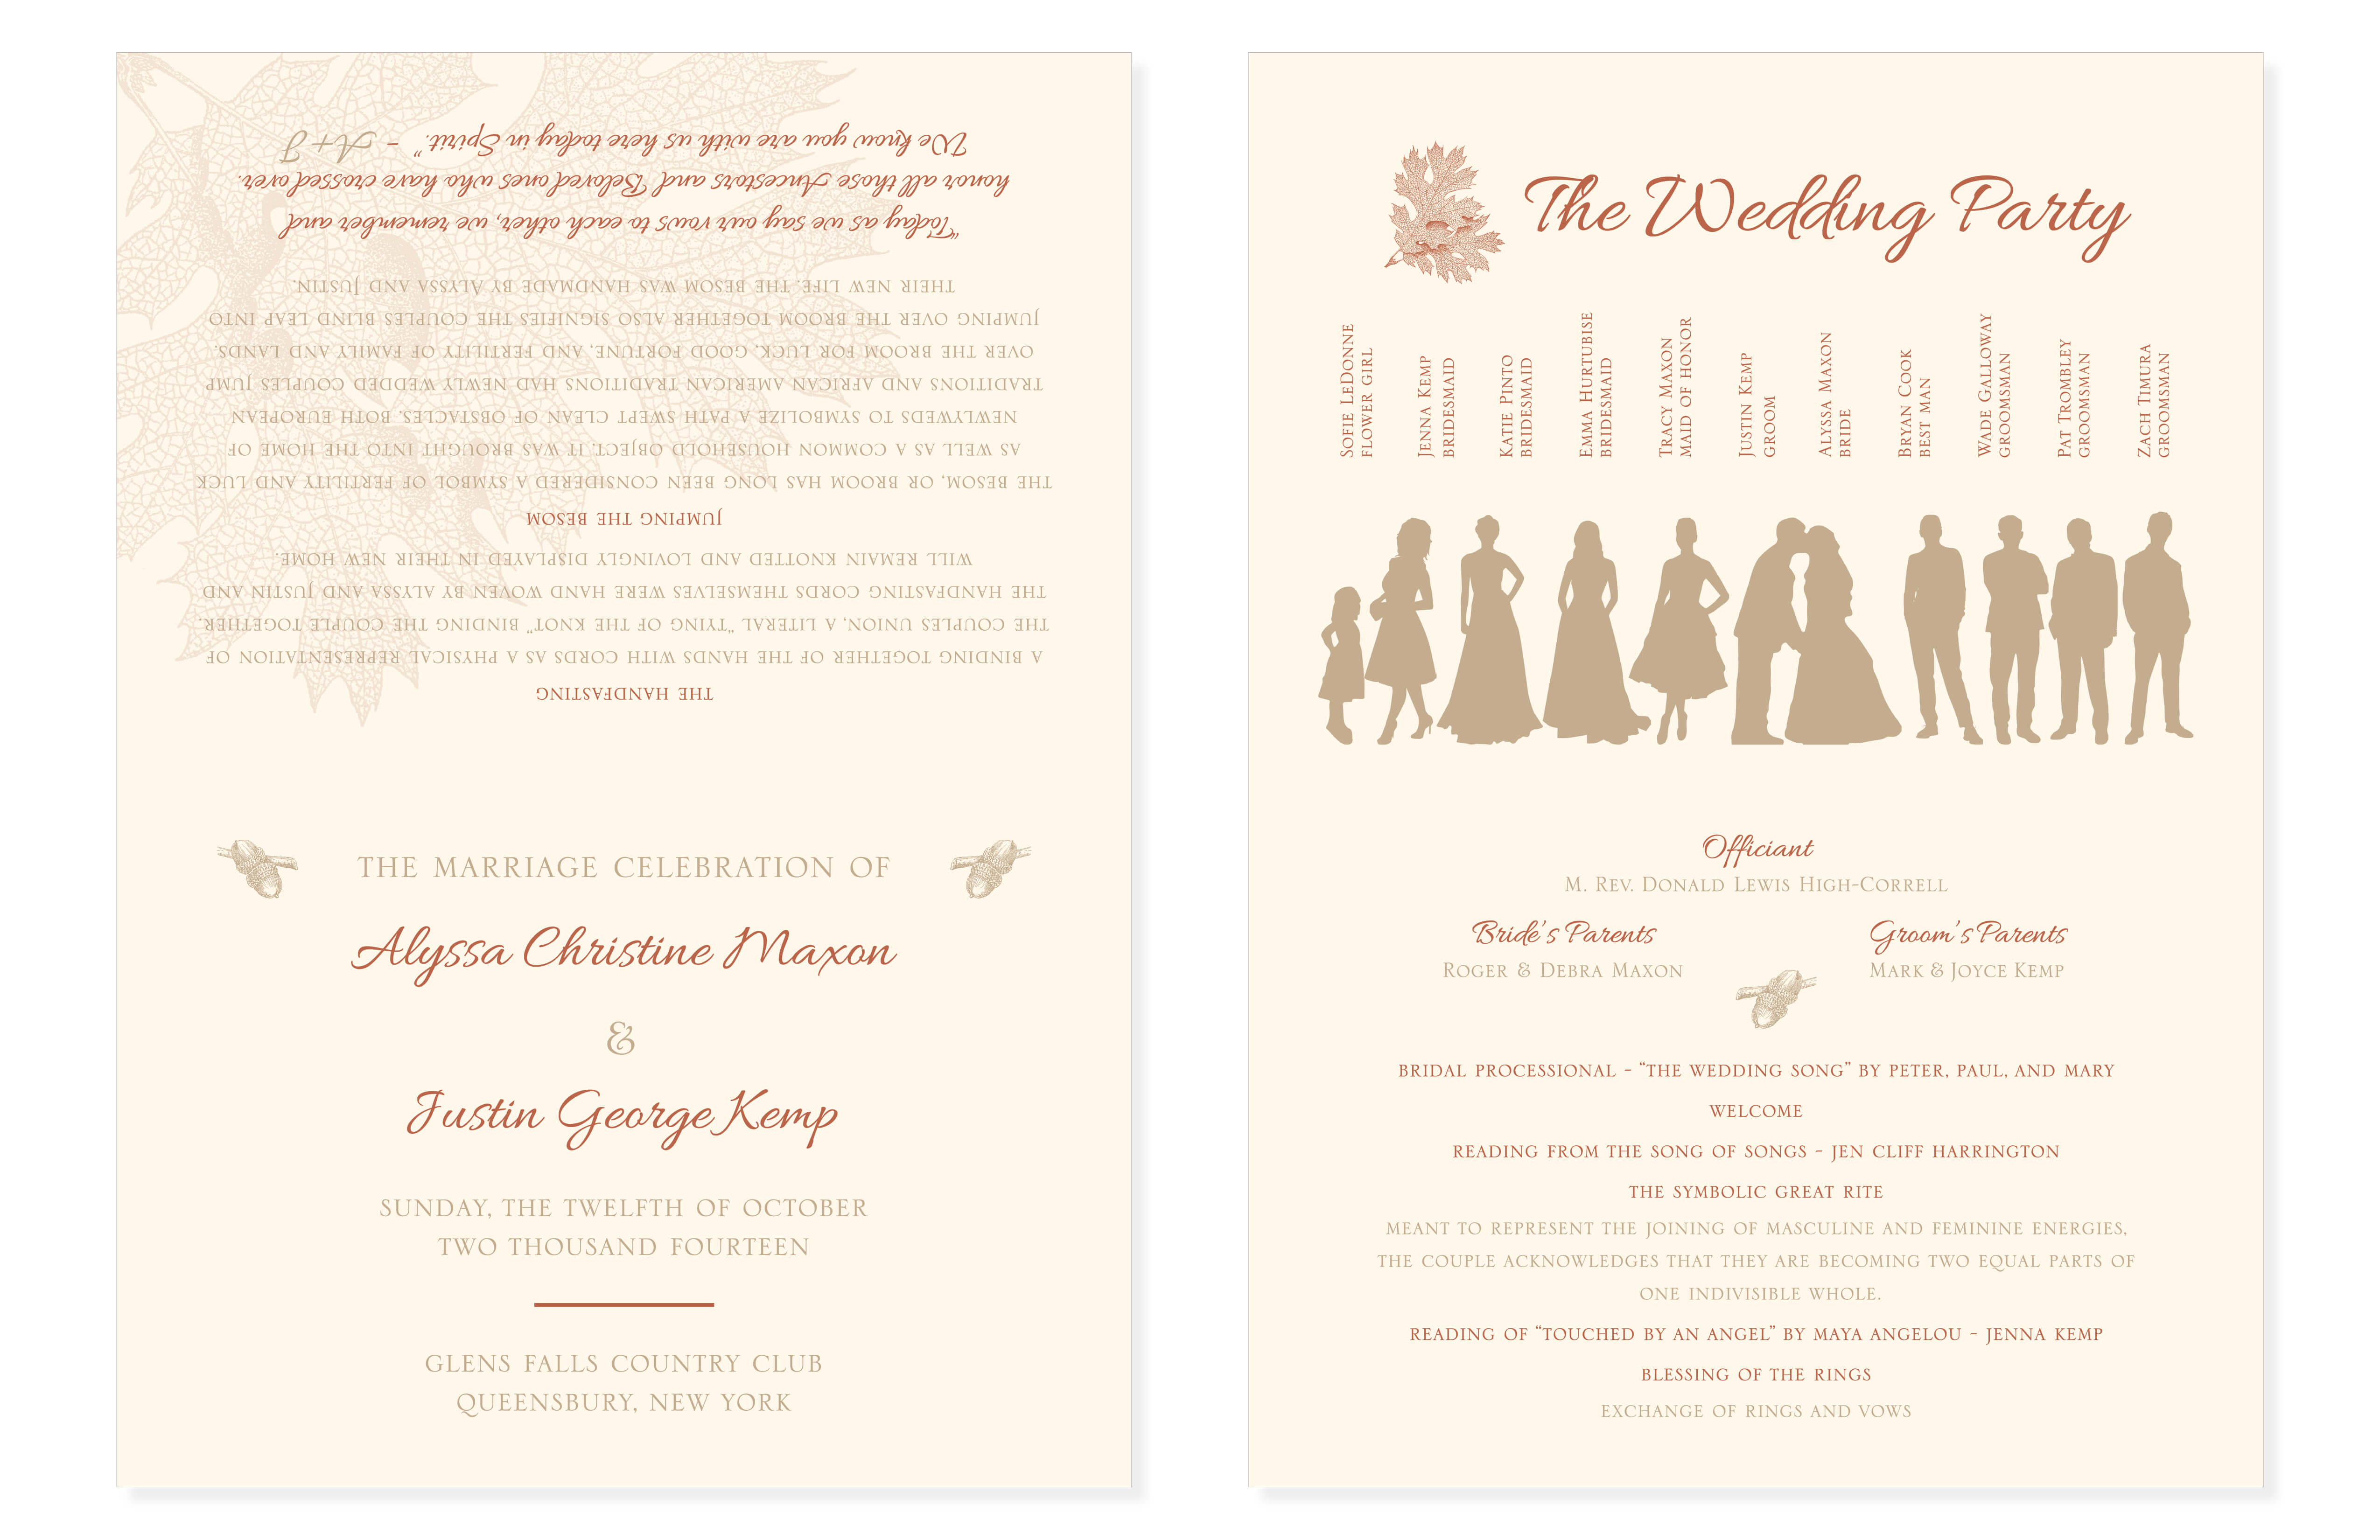 THE HANDFASTING
A BINDING TOGETHER OF THE HANDS WITH CORDS AS A PHYSICAL REPRESENTATION OF
THE COUPLES UNION, A LITERAL "TYING OF THE KNOT" BINDING THE COUPLE TOGETHER.
THE HANDFASTING CORDS THEMSELVES WERE HAND WOVEN BY ALYSSA AND JUSTIN AND
WILL REMAIN KNOTTED AND LOVINGLY DISPLAYED IN THEIR NEW HOME.
JUMPING THE BESOM
THE BESOM, OR BROOM HAS LONG BEEN CONSIDERED A SYMBOL OF FERTILITY AND LUCK
AS WELL AS A COMMON HOUSEHOLD OBJECT. IT WAS BROUGHT INTO THE HOME OF
NEWLYWEDS TO SYMBOLIZE A PATH SWEPT CLEAN OF OBSTACLES. BOTH EUROPEAN
TRADITIONS AND AFRICAN AMERICAN TRADITIONS HAD NEWLY WEDDED COUPLES JUMP
OVER THE BROOM FOR LUCK, GOOD FORTUNE, AND FERTILITY OF FAMILY AND LANDS.
JUMPING OVER THE BROOM TOGETHER ALSO SIGNIFIES THE COUPLES BLIND LEAP INTO
THEIR NEW LIFE. THE BESOM WAS HANDMADE BY ALYSSA AND JUSTIN.
"Today as we say our vows to each other, we remember and
honor all those Ancestors and Beloved ones who have crossed over.
We know you are with us here today in Spirit." - A+J
THE MARRIAGE CELEBRATION OF
Alyssa Christine Maxon
&
Justin George Kemp
SUNDAY, THE TWELFTH OF OCTOBER
TWO THOUSAND FOURTEEN
GLENS FALLS COUNTRY CLUB
QUEENSBURY, NEW YORK
The Wedding Party
SOFIE LEDONNE
FLOWER GIRL
JENNA KEMP
BRIDESMAID
KATIE PINTO
BRIDESMAID
EMMA HURTUBISE
BRIDESMAID
TRACY MAXON
MAID OF HONOR
JUSTIN KEMP
GROOM
ALYSSA MAXON
BRIDE
BRYAN COOK
BEST MAN
WADE GALLOWAY
GROOMSMAN
PAT TROMBLEY
GROOMSMAN
ZACH TIMURA
GROOMSMAN
Officiant
M. REV. DONALD LEWIS HIGH-CORRELL
Bride's Parents
ROGER & DEBRA MAXON
Groom's Parents
MARK & JOYCE KEMP
BRIDAL PROCESSIONAL - "THE WEDDING SONG" BY PETER, PAUL, AND MARY
WELCOME
READING FROM THE SONG OF SONGS - JEN CLIFF HARRINGTON
THE SYMBOLIC GREAT RITE
MEANT TO REPRESENT THE JOINING OF MASCULINE AND FEMININE ENERGIES,
THE COUPLE ACKNOWLEDGES THAT THEY ARE BECOMING TWO EQUAL PARTS OF
ONE INDIVISIBLE WHOLE.
READING OF "TOUCHED BY AN ANGEL" BY MAYA ANGELOU - JENNA KEMP
BLESSING OF THE RINGS
EXCHANGE OF RINGS AND VOWS